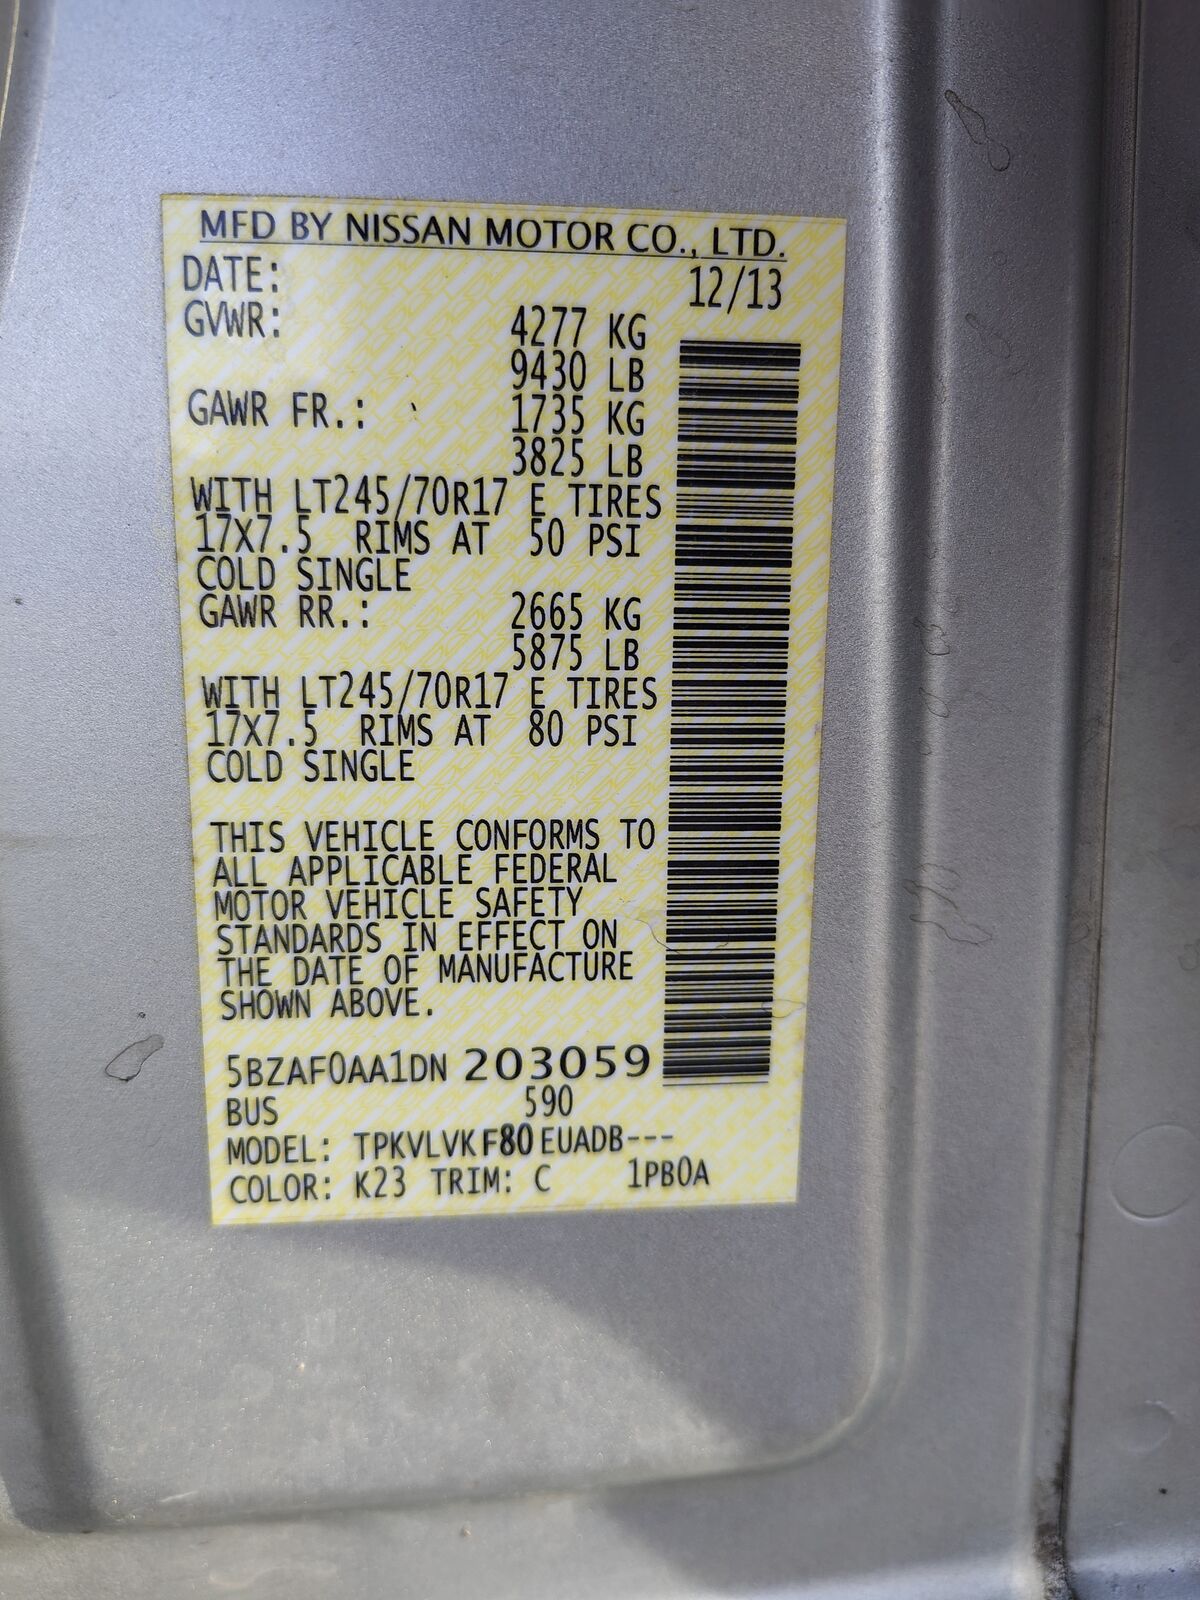 MFD BY NISSAN MOTOR CO., LTD.
DATE: 12/13
GVWR: 4277 KG
9430 LB
GAWR FR.: 1735 KG
3825 LB
WITH LT245/70R17 E TIRES
17X7.5 RIMS AT 50 PSI
COLD SINGLE
GAWR RR.: 2665 KG
5875 LB
WITH LT245/70R17 E TIRES
17X7.5 RIMS AT 80 PSI
COLD SINGLE
THIS VEHICLE CONFORMS TO
ALL APPLICABLE FEDERAL
MOTOR VEHICLE SAFETY
STANDARDS IN EFFECT ON
THE DATE OF MANUFACTURE
SHOWN ABOVE.
5BZAF0AA1DN 203059
BUS 590
MODEL: TPKVLVKF80EUADB---
COLOR: K23 TRIM: C 1PB0A